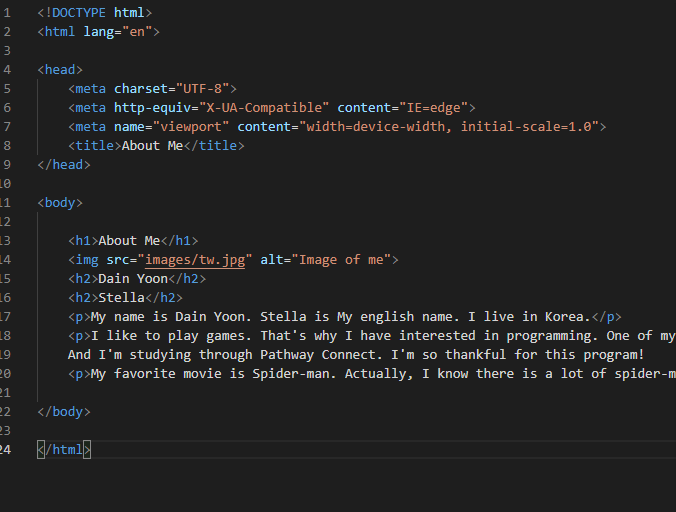 1 <!DOCTYPE html>
2 <html lang="en">
3
4 <head>
5 <meta charset="UTF-8">
6 <meta http-equiv="X-UA-Compatible" content="IE=edge">
7 <meta name="viewport" content="width=device-width, initial-scale=1.0">
8 <title>About Me</title>
9 </head>
10
11 <body>
12
13 <h1>About Me</h1>
14 <img src="images/tw.jpg" alt="Image of me">
15 <h2>Dain Yoon</h2>
16 <h2>Stella</h2>
17 <p>My name is Dain Yoon. Stella is My english name. I live in Korea.</p>
18 <p>I like to play games. That's why I have interested in programming. One of my
19 And I'm studying through Pathway Connect. I'm so thankful for this program!
20 <p>My favorite movie is Spider-man. Actually, I know there is a lot of spider-m
21
22 </body>
23
24 </html>